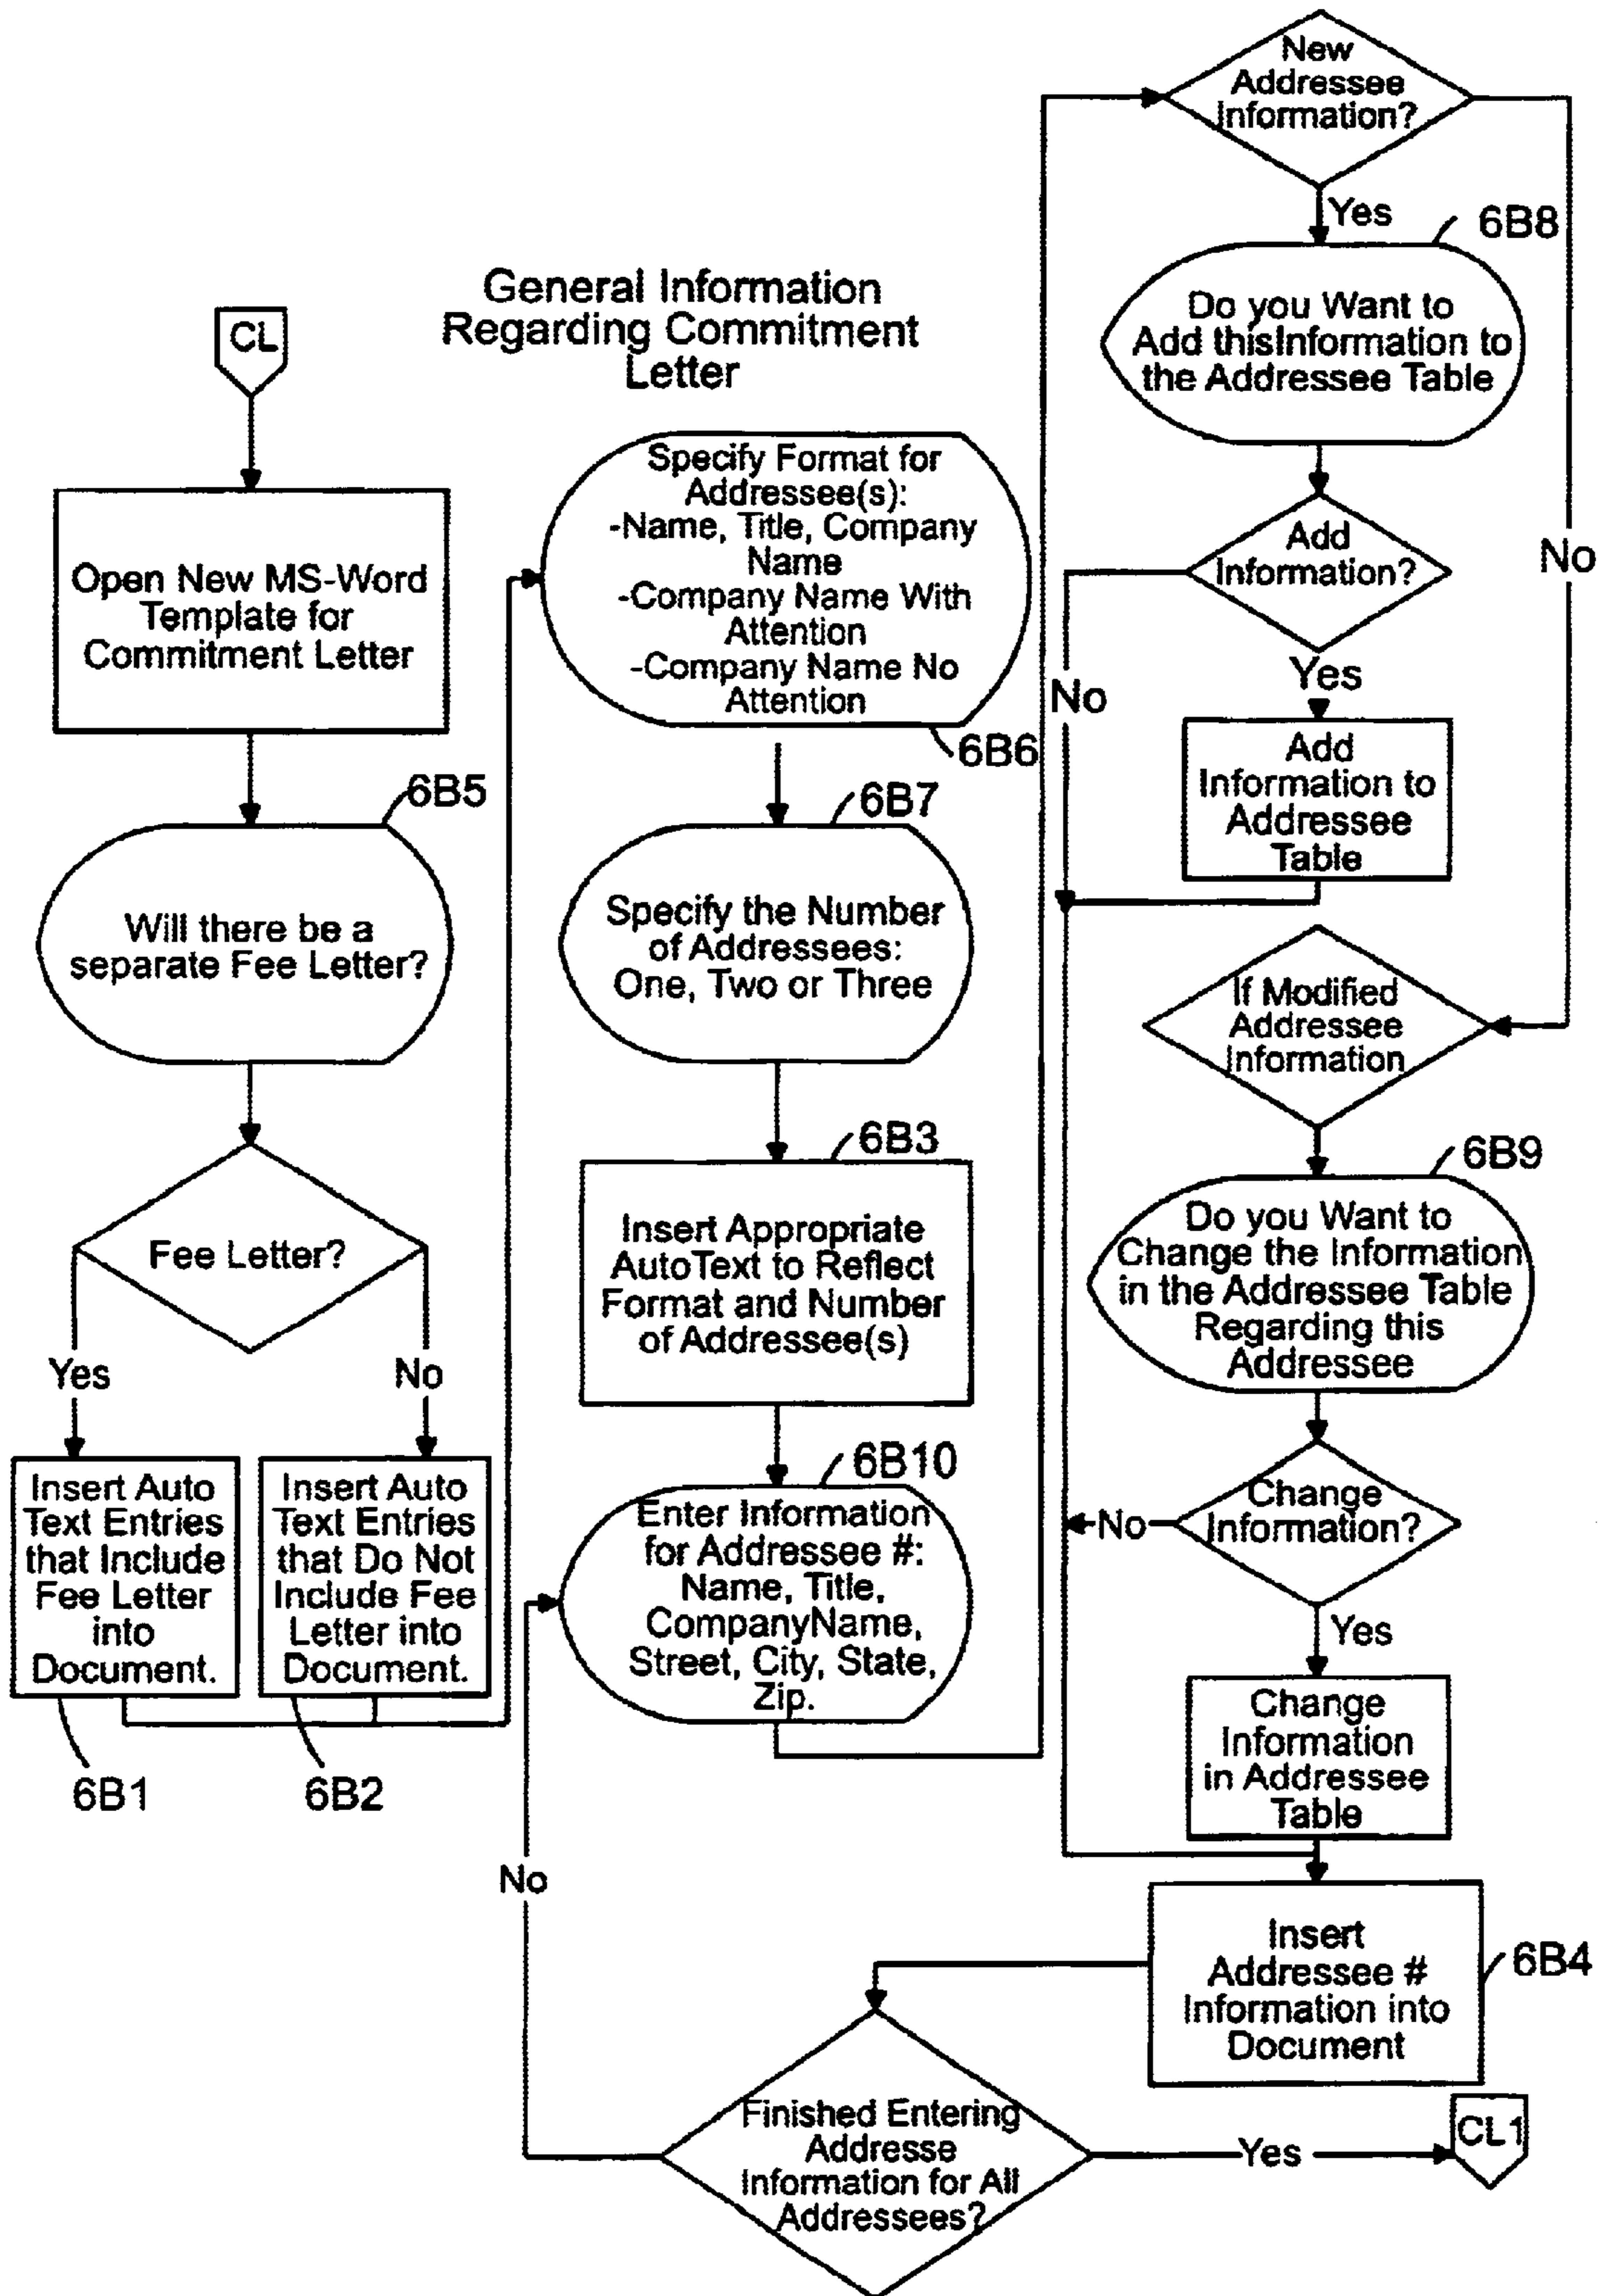 General Information
Regarding Commitment
Letter
CL
Open New MS-Word
Template for
Commitment Letter
6B5
Will there be a
separate Fee Letter?
Fee Letter?
Yes
No
Insert Auto
Text Entries
that Include
Fee Letter
into
Document.
6B1
Insert Auto
Text Entries
that Do Not
Include Fee
Letter into
Document.
6B2
Specify Format for
Addressee(s):
-Name, Title, Company
Name
-Company Name With
Attention
-Company Name No
Attention
6B6
6B7
Specify the Number
of Addressees:
One, Two or Three
6B3
Insert Appropriate
AutoText to Reflect
Format and Number
of Addressee(s)
6B10
Enter Information
for Addressee #:
Name, Title,
CompanyName,
Street, City, State,
Zip.
New
Addressee
Information?
Yes
No
6B8
Do you Want to
Add thisInformation to
the Addressee Table
Add
Information?
No
Yes
Add
Information to
Addressee
Table
If Modified
Addressee
Information
6B9
Do you Want to
Change the Information
in the Addressee Table
Regarding this
Addressee
Change
Information?
No
Yes
Change
Information
in Addressee
Table
Insert
Addressee #
Information into
Document
6B4
Finished Entering
Addresse
Information for All
Addressees?
No
Yes
CL1